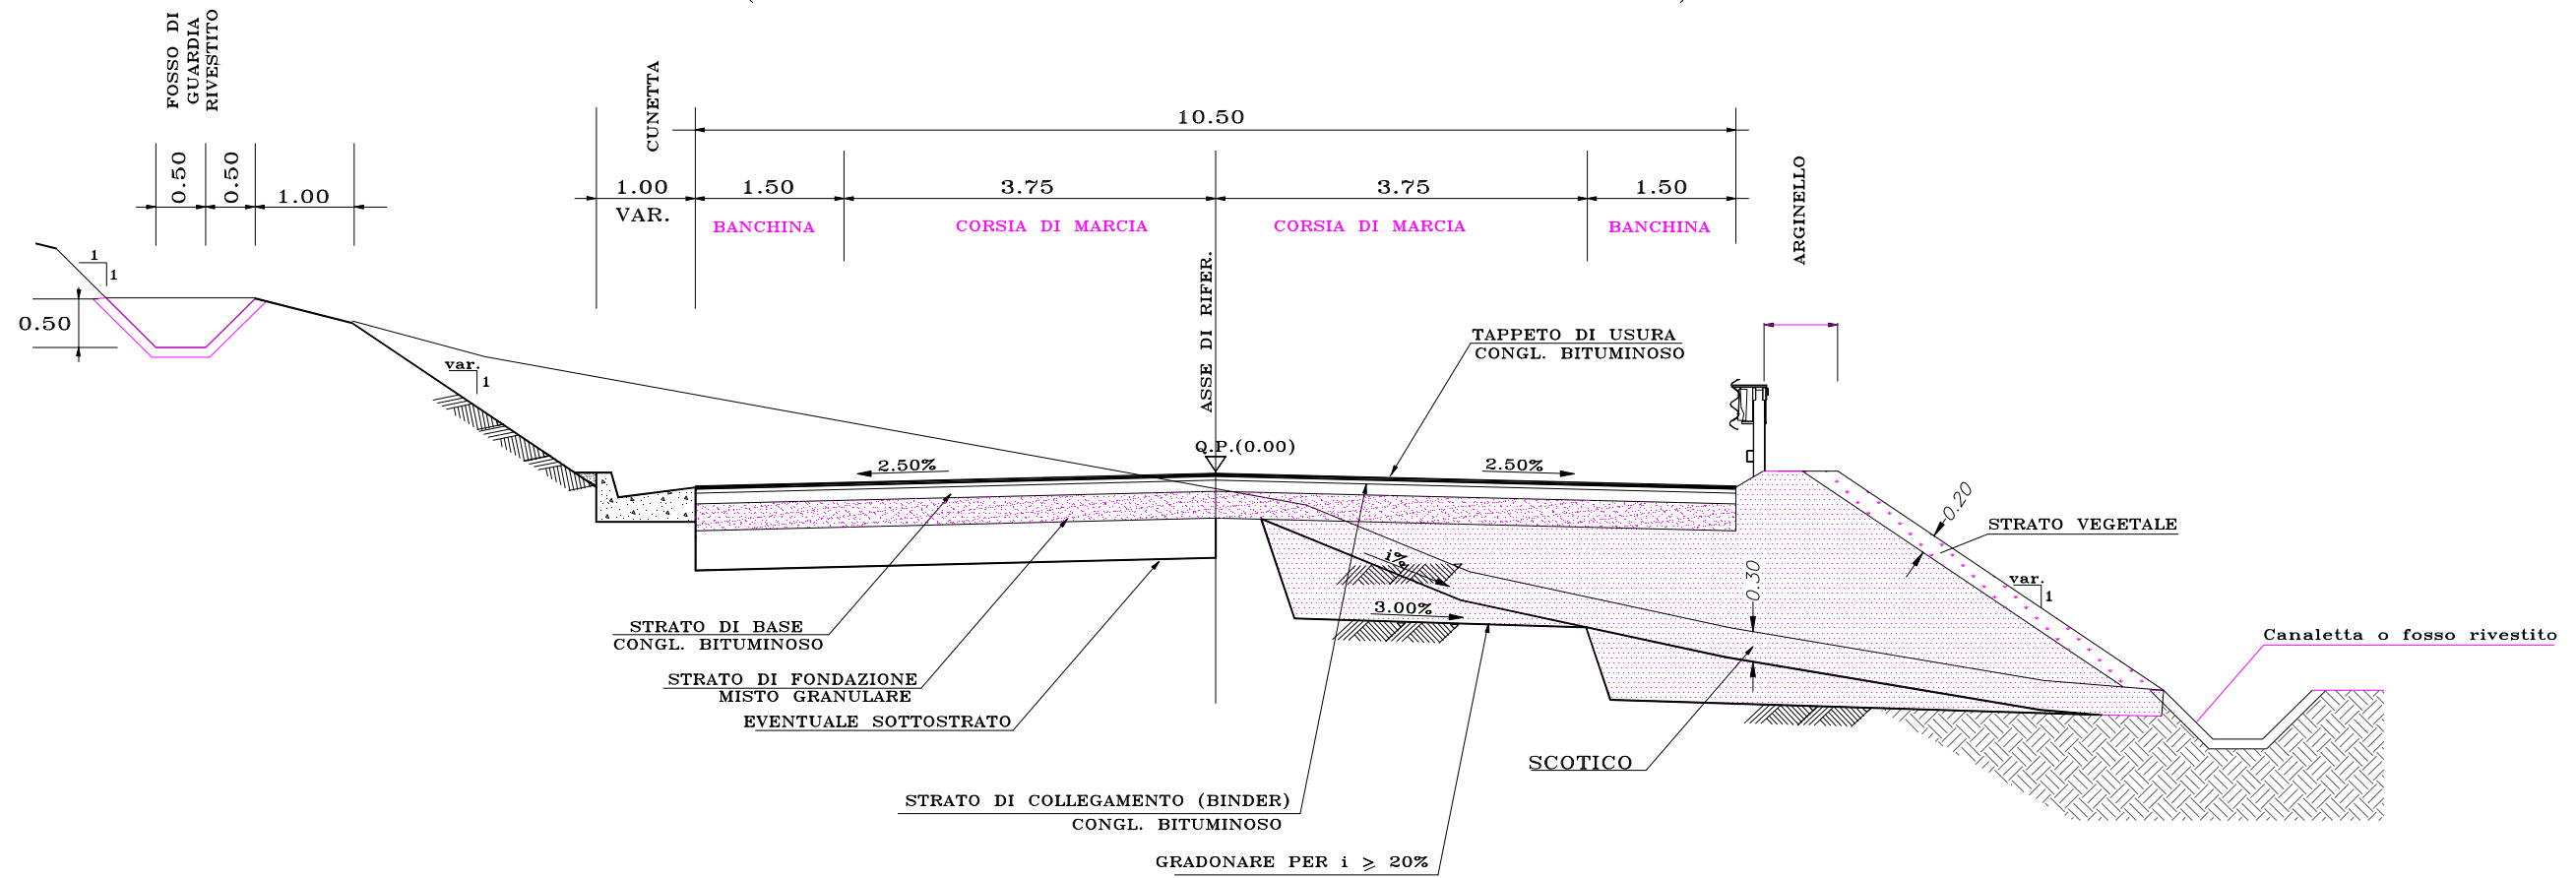 FOSSO DI
GUARDIA
RIVESTITO
CUNETTA
10.50
0.50
0.50
1.00
1.00
VAR.
1.50
3.75
3.75
1.50
BANCHINA
CORSIA DI MARCIA
CORSIA DI MARCIA
BANCHINA
ARGINELLO
1
1
0.50
ASSE DI RIFER.
var.
1
TAPPETO DI USURA
CONGL. BITUMINOSO
Q.P.(0.00)
2.50%
2.50%
0.20
STRATO VEGETALE
i%
0.30
var.
1
3.00%
STRATO DI BASE
CONGL. BITUMINOSO
Canaletta o fosso rivestito
STRATO DI FONDAZIONE
MISTO GRANULARE
EVENTUALE SOTTOSTRATO
SCOTICO
STRATO DI COLLEGAMENTO (BINDER)
CONGL. BITUMINOSO
GRADONARE PER i ⩾ 20%